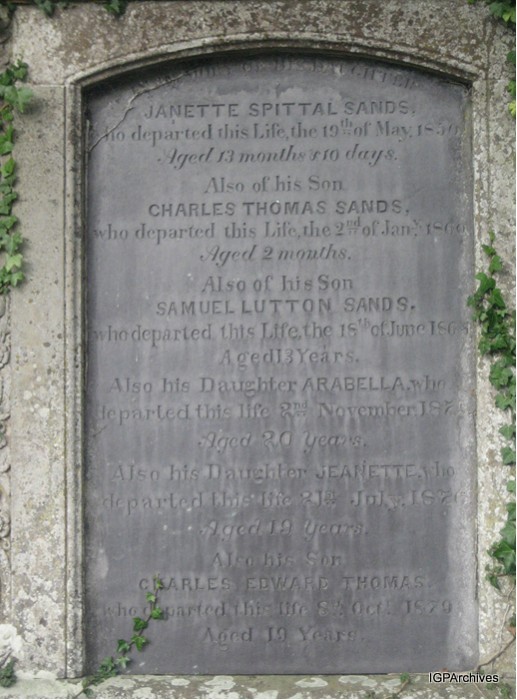 JANETTE SPITTAL SANDS.
who departed this Life, the 19th of May, 1850
Aged 13 months & 10 days.
Also of his Son
CHARLES THOMAS SANDS,
who departed this Life, the 2nd of Jany. 1860
Aged 2 months.
Also of his Son
SAMUEL LUTTON SANDS.
who departed this Life, the 18th of June 1865
Aged 13 Years.
Also his Daughter ARABELLA, who
departed this life 2nd November, 187
Aged 20 Years.
Also his Daughter JEANETTE, who
departed this life 21st July, 1876
Aged 19 Years.
Also his Son
CHARLES EDWARD THOMAS.
who departed this life 8th Octr. 1879
Aged 19 Years.
IGPArchives